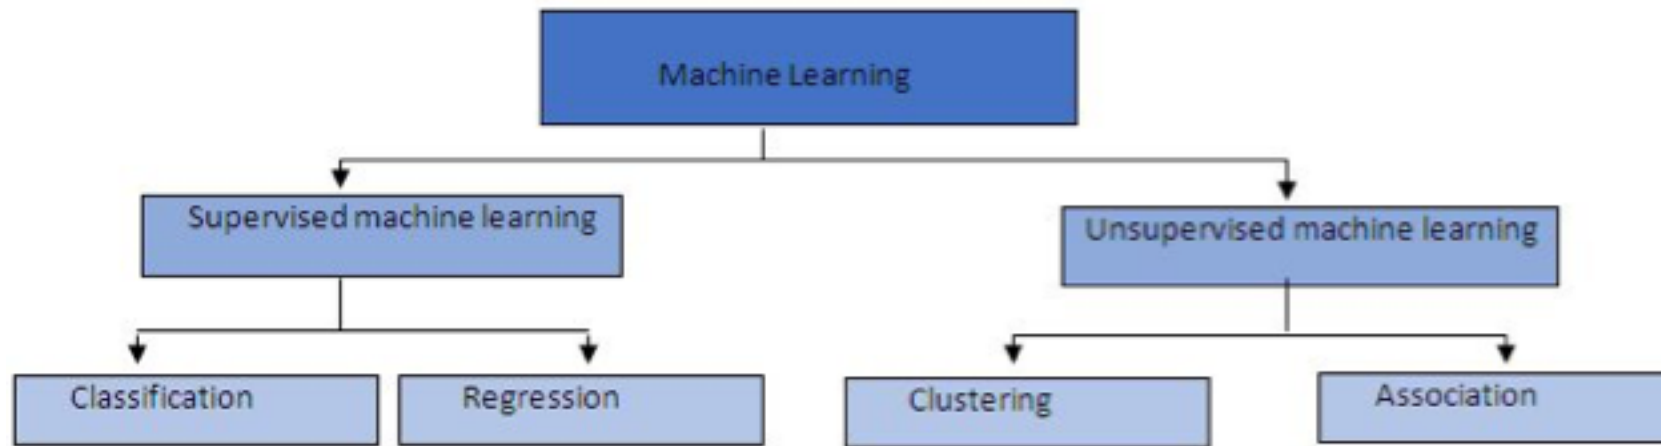 Machine Learning
Supervised machine learning
Unsupervised machine learning
Classification
Regression
Clustering
Association